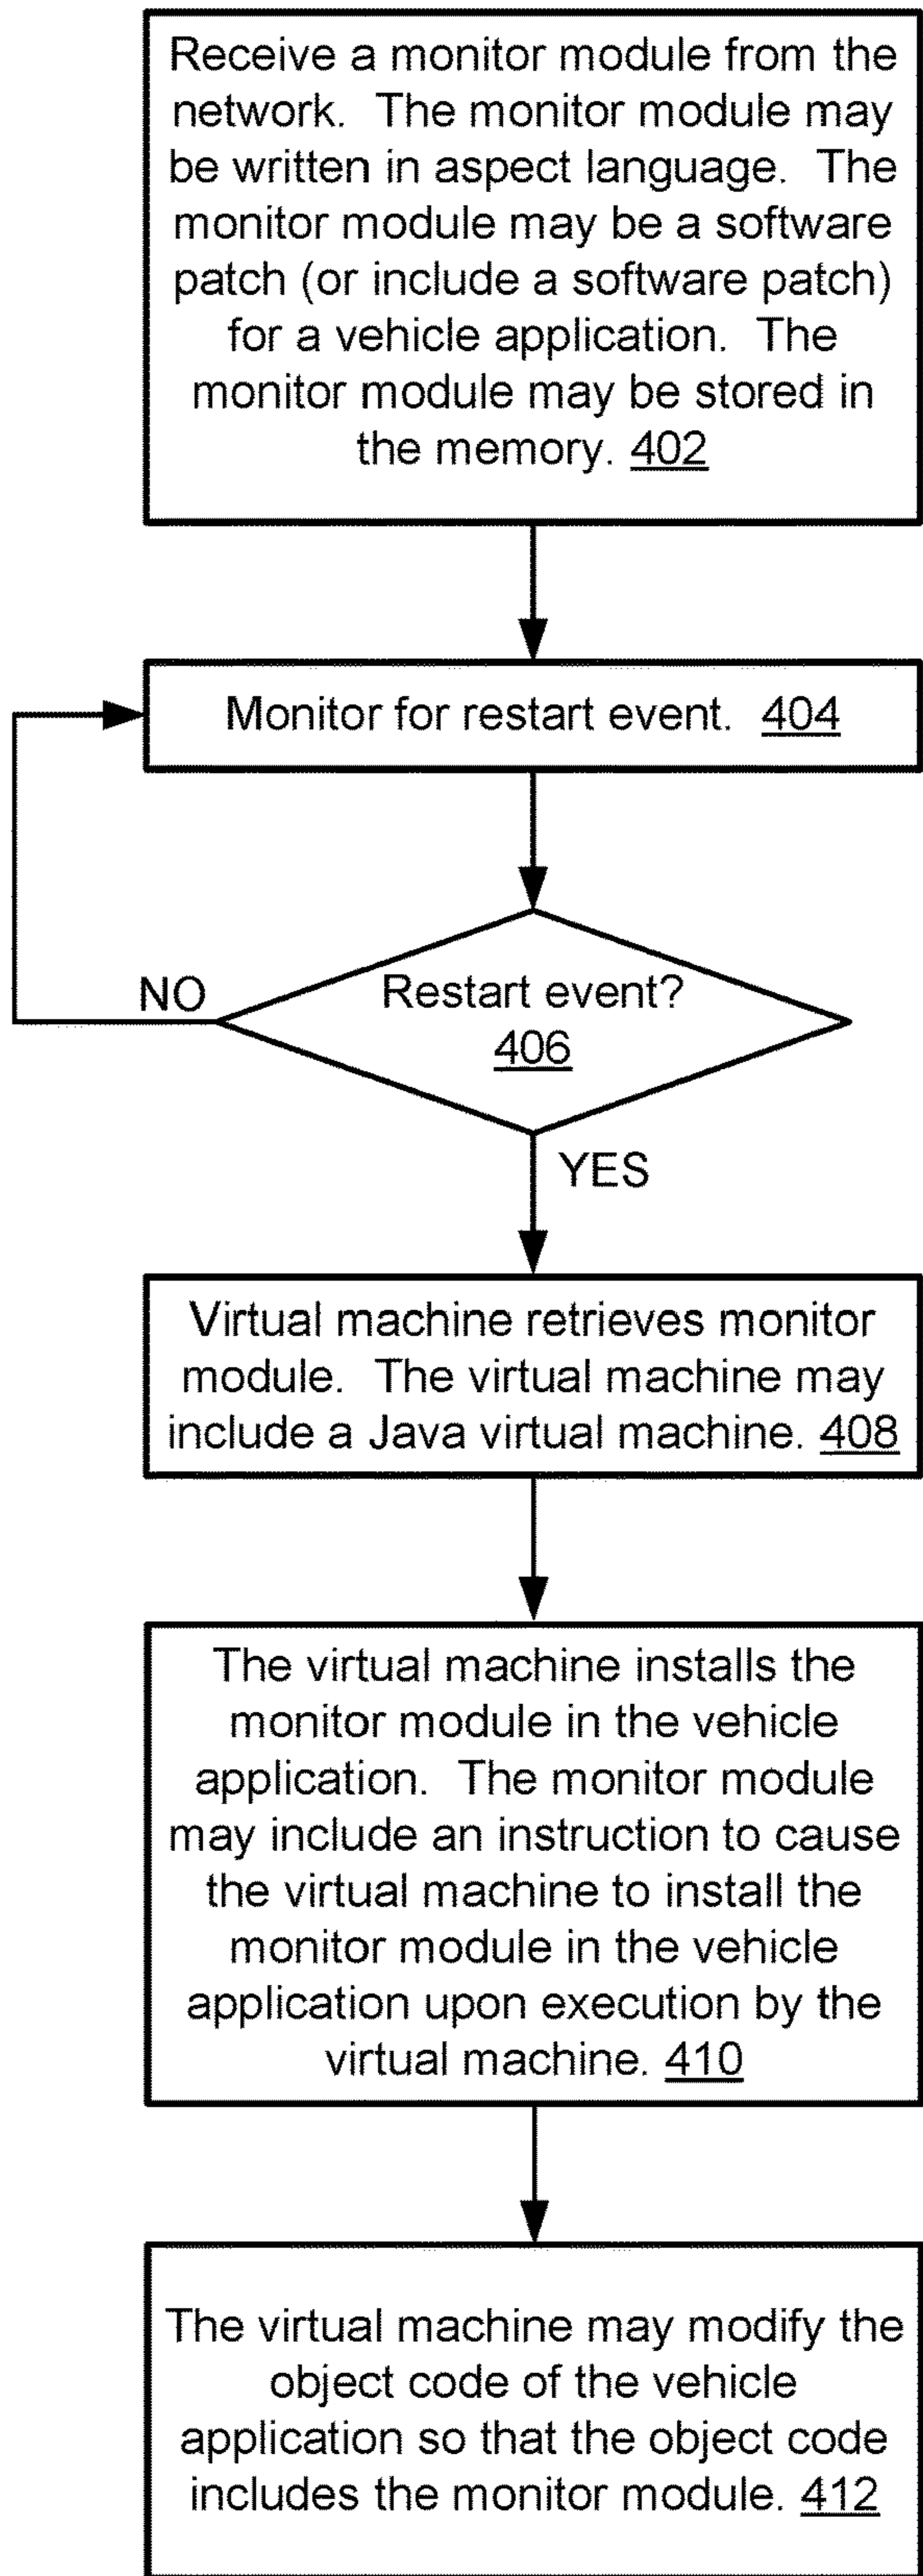 Receive a monitor module from the
network. The monitor module may
be written in aspect language. The
monitor module may be a software
patch (or include a software patch)
for a vehicle application. The
monitor module may be stored in
the memory. 402
Monitor for restart event. 404
NO
Restart event?
406
YES
Virtual machine retrieves monitor
module. The virtual machine may
include a Java virtual machine. 408
The virtual machine installs the
monitor module in the vehicle
application. The monitor module
may include an instruction to cause
the virtual machine to install the
monitor module in the vehicle
application upon execution by the
virtual machine. 410
The virtual machine may modify the
object code of the vehicle
application so that the object code
includes the monitor module. 412